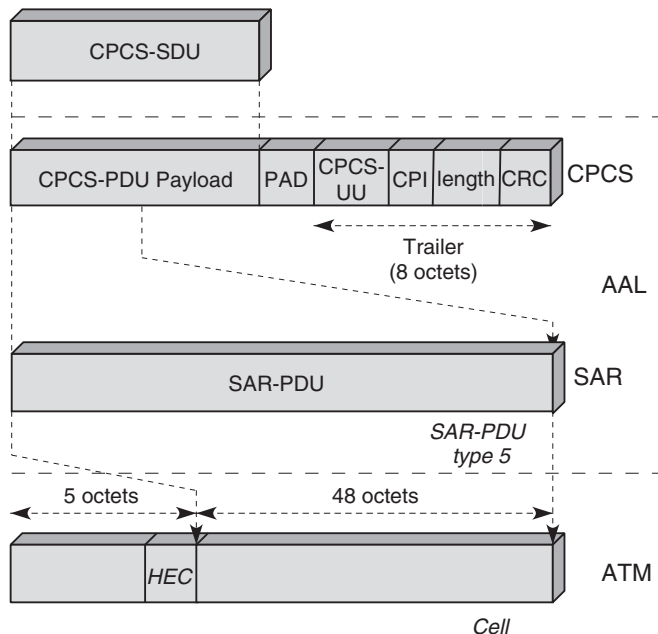 CPCS-SDU
CPCS-PDU Payload
PAD
CPCS-
UU
CPI
length
CRC
CPCS
Trailer
(8 octets)
AAL
SAR-PDU
SAR
SAR-PDU
type 5
5 octets
48 octets
HEC
ATM
Cell